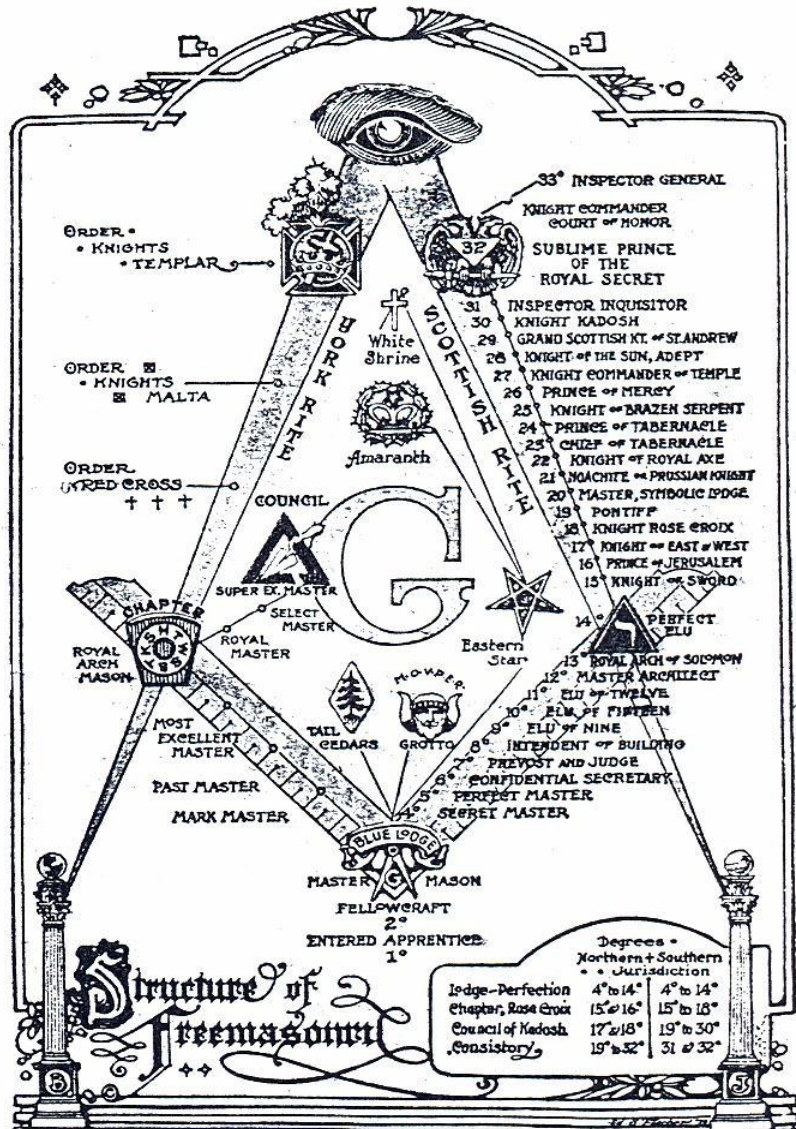 33° INSPECTOR GENERAL
KNIGHT COMMANDER
COURT OF HONOR
32
SUBLIME PRINCE
OF THE
ROYAL SECRET
ORDER
KNIGHTS
TEMPLAR
ORDER
KNIGHTS
MALTA
ORDER
OF RED CROSS
YORK RITE
SCOTTISH RITE
White
Shrine
Amaranth
31 INSPECTOR INQUISITOR
30 KNIGHT KADOSH
29 GRAND SCOTTISH KT. OF ST. ANDREW
28 KNIGHT OF THE SUN, ADEPT
27 KNIGHT COMMANDER OF TEMPLE
26 PRINCE OF MERCY
25 KNIGHT OF BRAZEN SERPENT
24 PRINCE OF TABERNACLE
23 CHIEF OF TABERNACLE
22 KNIGHT OF ROYAL AXE
21 NOACHITE OR PRUSSIAN KNIGHT
20 MASTER, SYMBOLIC LODGE
19 PONTIFF
18 KNIGHT ROSE CROIX
17 KNIGHT OF EAST & WEST
16 PRINCE OF JERUSALEM
15° KNIGHT OF SWORD
14° PERFECT
ELU
COUNCIL
SUPER EX. MASTER
SELECT
MASTER
ROYAL
MASTER
G
Eastern
Star
CHAPTER
HTWSSTKS
ROYAL
ARCH
MASON
MOST
EXCELLENT
MASTER
PAST MASTER
MARK MASTER
TALL
CEDARS
M.O.V.P.E.R.
GROTTO
13° ROYAL ARCH OF SOLOMON
12° MASTER ARCHITECT
11° ELU OF TWELVE
10° ELU OF FIFTEEN
9° ELU OF NINE
8° INTENDENT OF BUILDING
7° PREVOST AND JUDGE
6° CONFIDENTIAL SECRETARY
5° PERFECT MASTER
4° SECRET MASTER
BLUE LODGE
G
MASTER MASON
FELLOWCRAFT
2°
ENTERED APPRENTICE
1°
Structure of
Freemasonry
Degrees
Northern + Southern
Jurisdiction
Lodge-Perfection 4° to 14° 4° to 14°
Chapter, Rose Croix 15° & 16° 15° to 18°
Council of Kadosh 17° & 18° 19° to 30°
Consistory 19° to 32° 31 & 32°
B
J